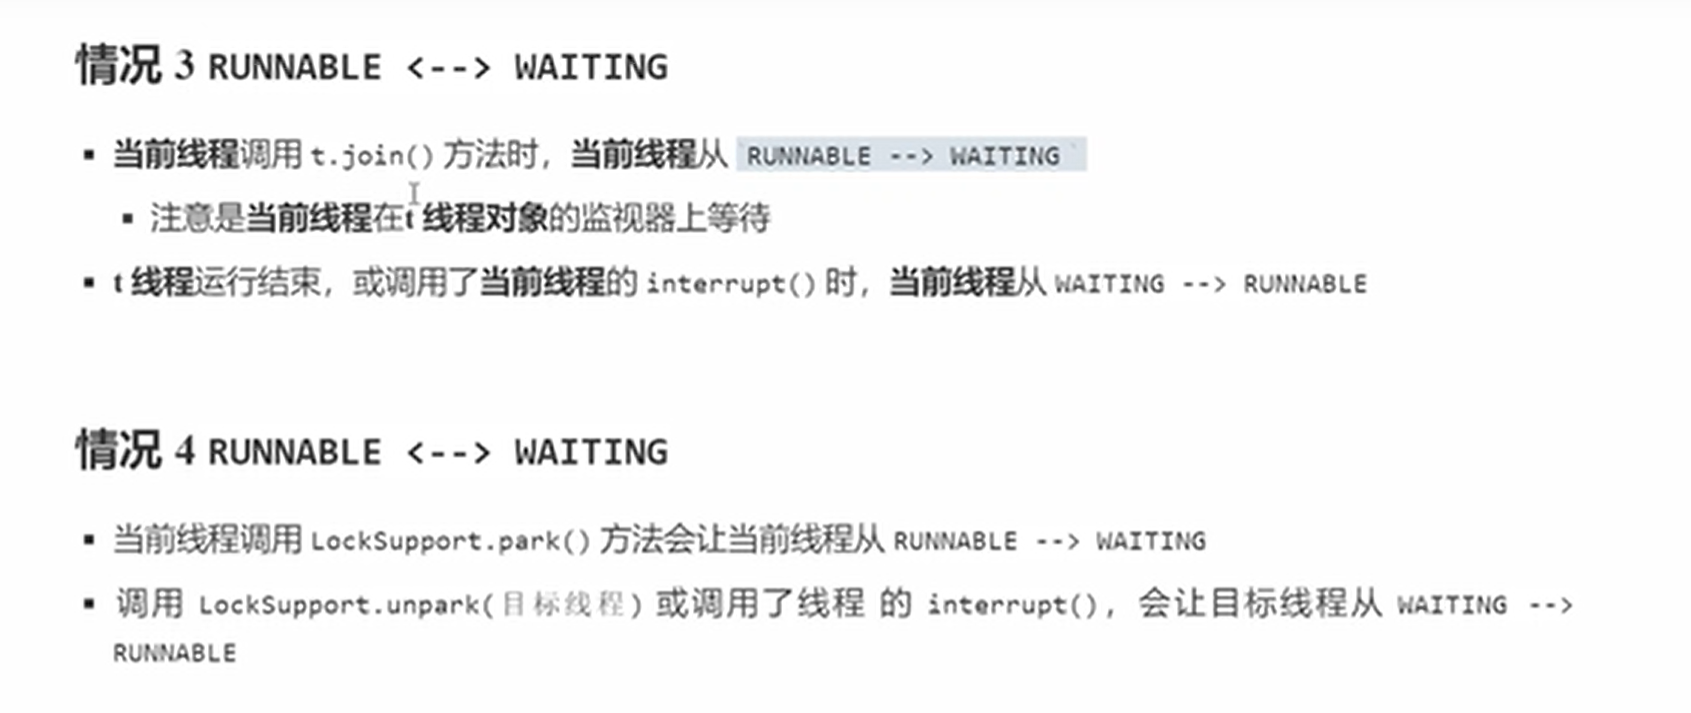 情况 3 RUNNABLE <--> WAITING
当前线程调用 t.join() 方法时，当前线程从 `RUNNABLE --> WAITING`
注意是当前线程在t 线程对象的监视器上等待
t 线程运行结束，或调用了当前线程的 interrupt() 时，当前线程从 WAITING --> RUNNABLE
情况 4 RUNNABLE <--> WAITING
当前线程调用 LockSupport.park() 方法会让当前线程从 RUNNABLE --> WAITING
调用 LockSupport.unpark(目标线程) 或调用了线程 的 interrupt()，会让目标线程从 WAITING -->
RUNNABLE